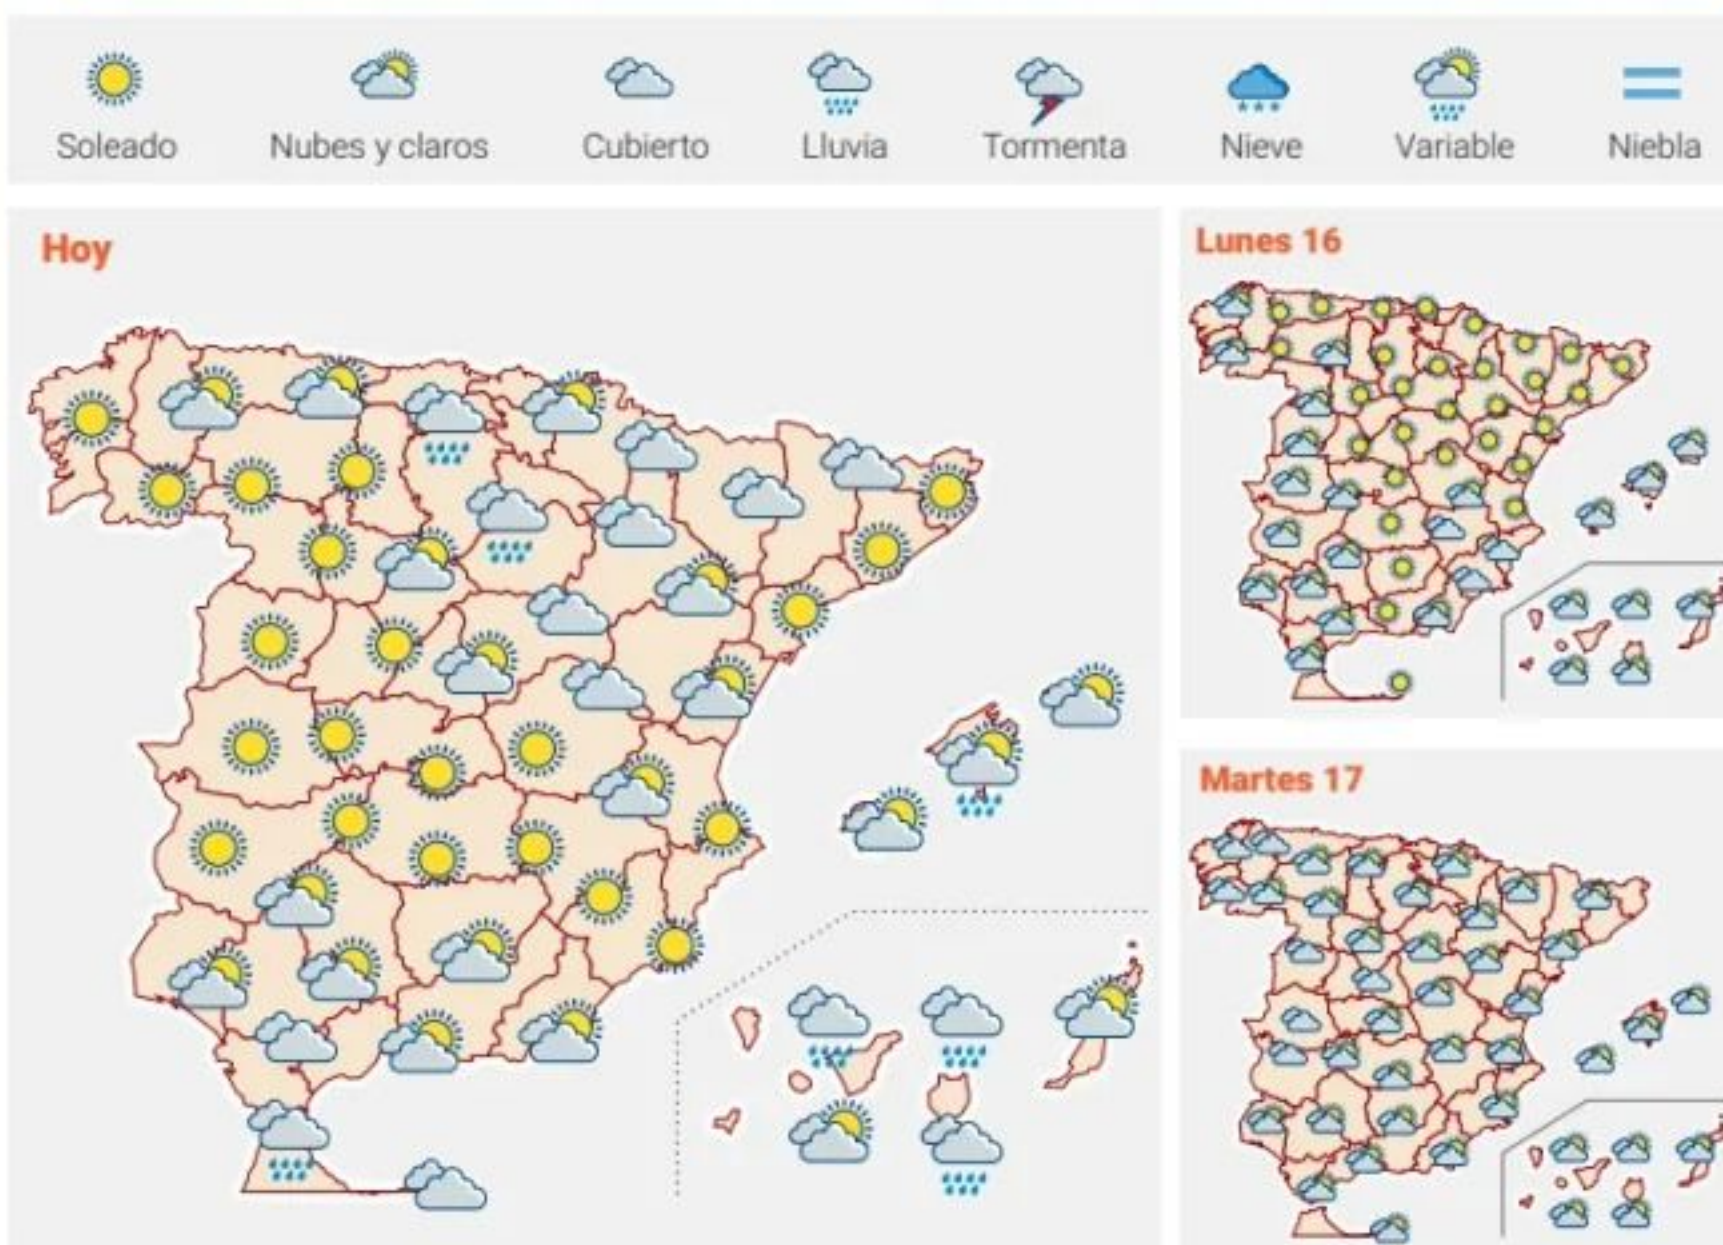 Soleado
Nubes y claros
Cubierto
Lluvia
Tormenta
Nieve
Variable
Niebla
Hoy
Lunes 16
Martes 17